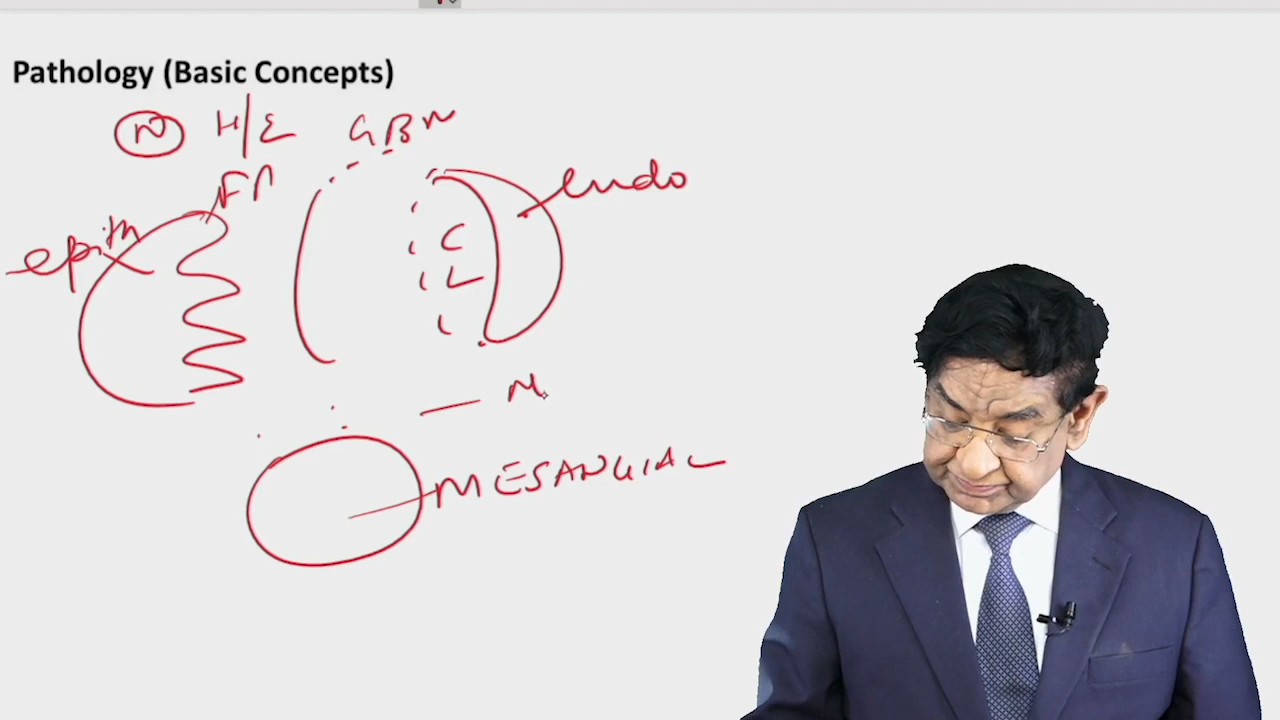 Pathology (Basic Concepts)
N H/E GBM
FP
epith
endo
C
L
M
MESANGIAL